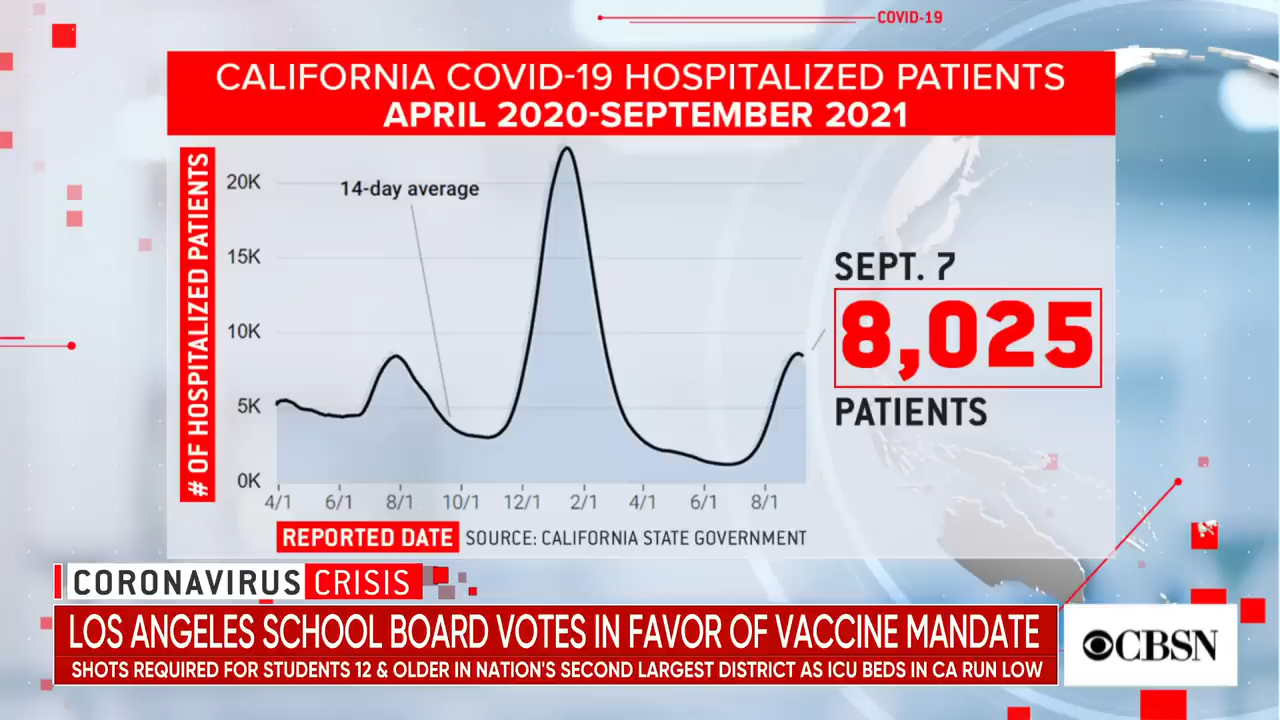 COVID-19
CALIFORNIA COVID-19 HOSPITALIZED PATIENTS
APRIL 2020-SEPTEMBER 2021
# OF HOSPITALIZED PATIENTS
20K
15K
10K
5K
0K
14-day average
4/1 6/1 8/1 10/1 12/1 2/1 4/1 6/1 8/1
REPORTED DATE SOURCE: CALIFORNIA STATE GOVERNMENT
SEPT. 7
8,025
PATIENTS
CORONAVIRUS CRISIS
LOS ANGELES SCHOOL BOARD VOTES IN FAVOR OF VACCINE MANDATE
SHOTS REQUIRED FOR STUDENTS 12 & OLDER IN NATION'S SECOND LARGEST DISTRICT AS ICU BEDS IN CA RUN LOW
CBSN